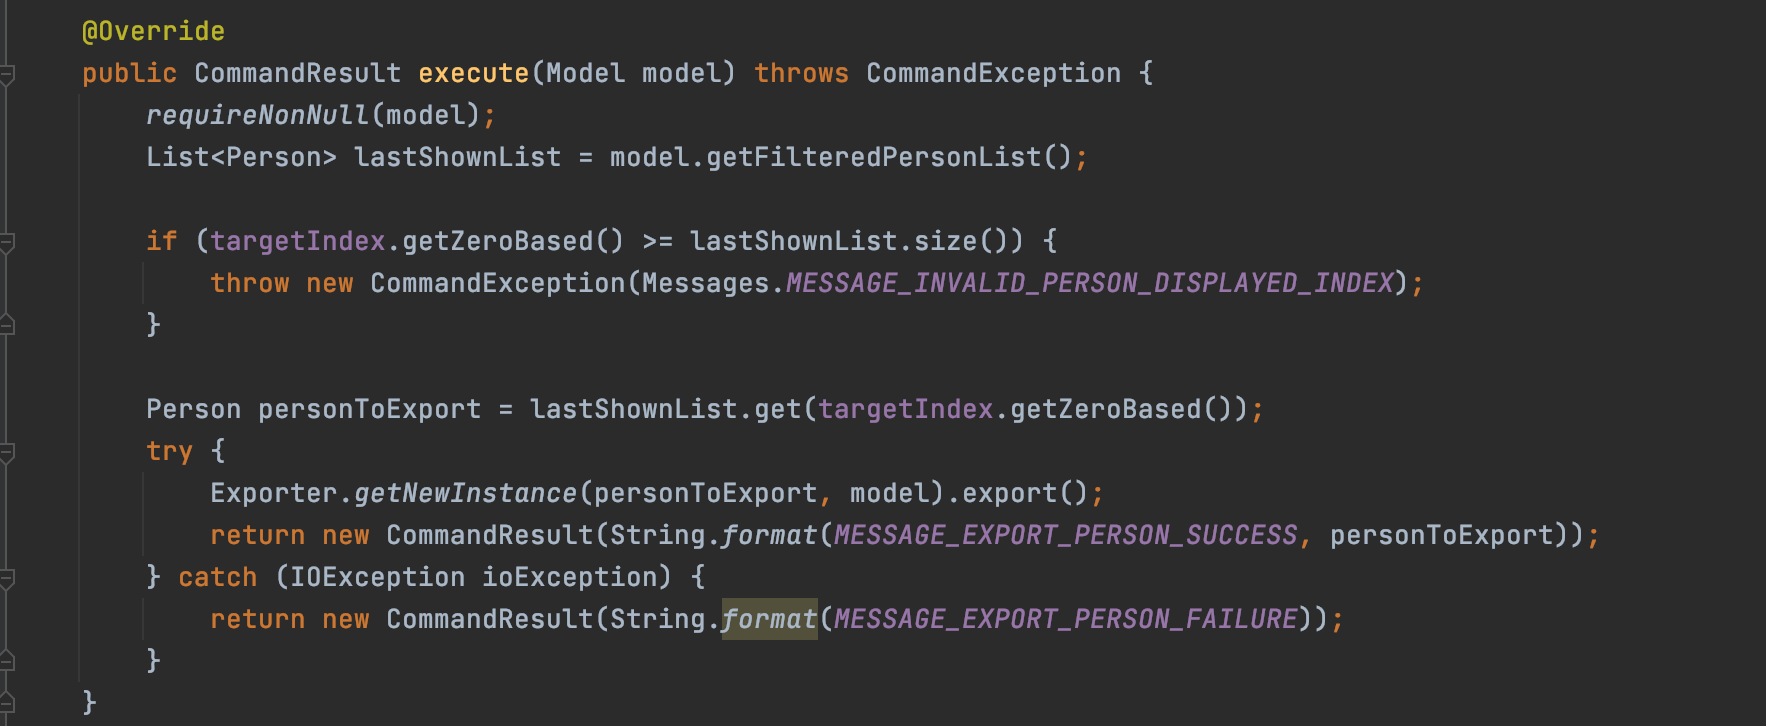 @Override
public CommandResult execute(Model model) throws CommandException {
requireNonNull(model);
List<Person> lastShownList = model.getFilteredPersonList();
if (targetIndex.getZeroBased() >= lastShownList.size()) {
throw new CommandException(Messages.MESSAGE_INVALID_PERSON_DISPLAYED_INDEX);
}
Person personToExport = lastShownList.get(targetIndex.getZeroBased());
try {
Exporter.getNewInstance(personToExport, model).export();
return new CommandResult(String.format(MESSAGE_EXPORT_PERSON_SUCCESS, personToExport));
} catch (IOException ioException) {
return new CommandResult(String.format(MESSAGE_EXPORT_PERSON_FAILURE));
}
}